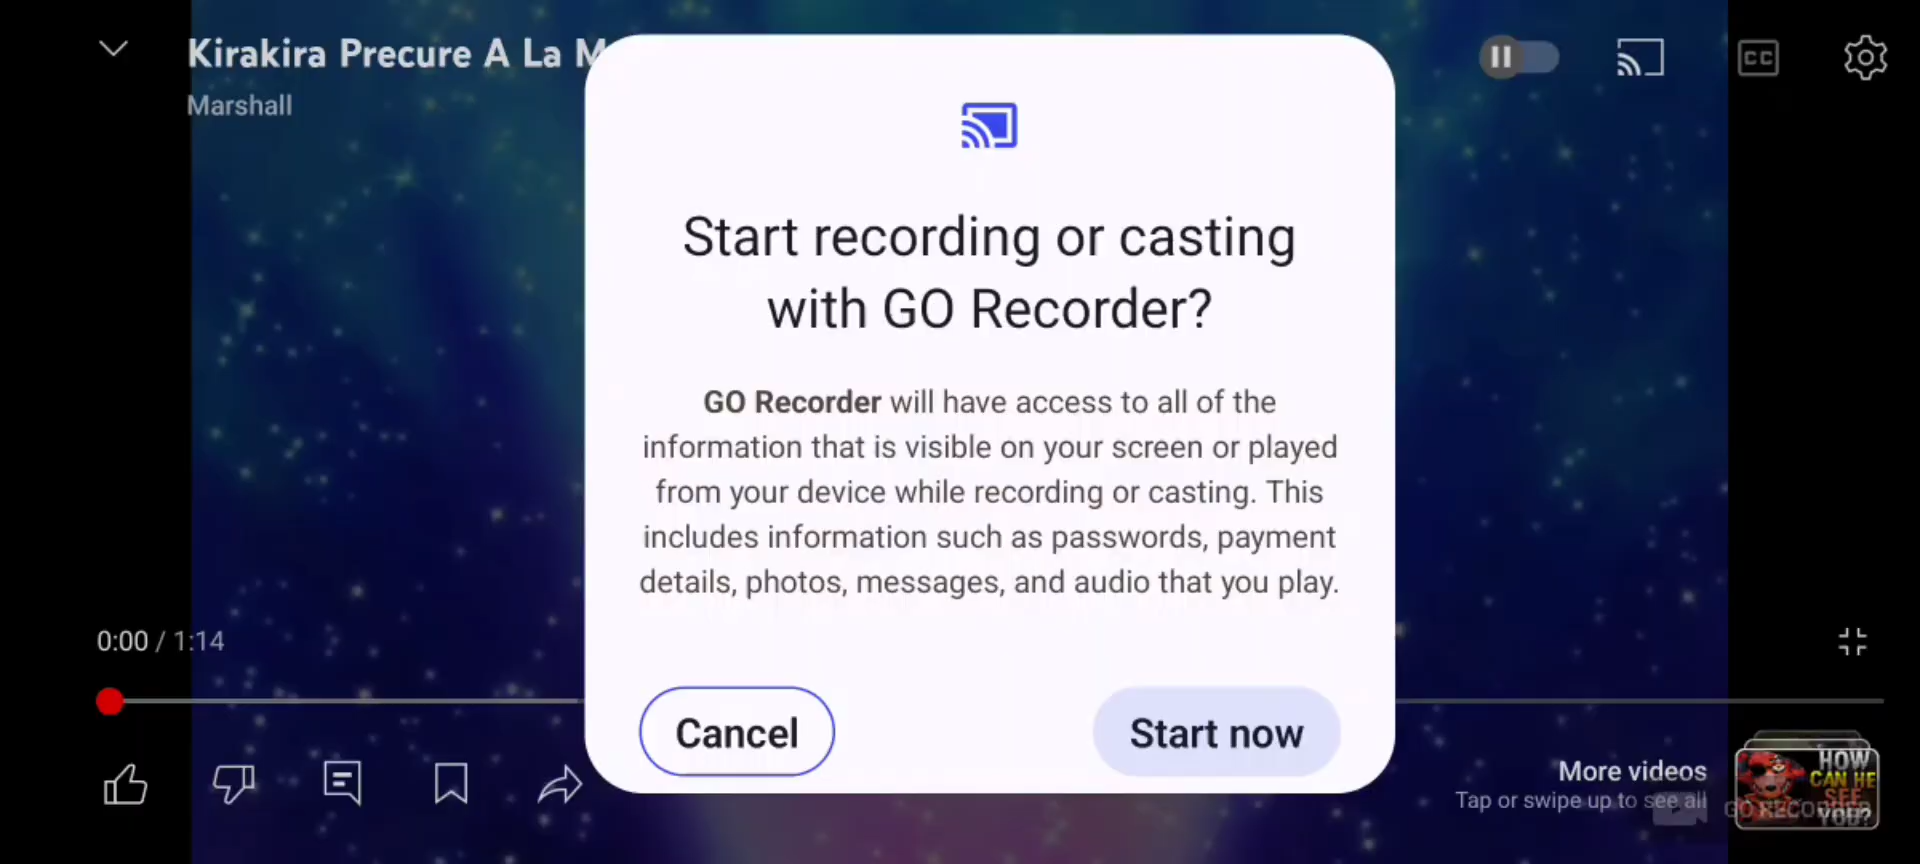 Kirakira Precure A La M
Marshall
CC
Start recording or casting
with GO Recorder?
GO Recorder will have access to all of the
information that is visible on your screen or played
from your device while recording or casting. This
includes information such as passwords, payment
details, photos, messages, and audio that you play.
0:00 / 1:14
Cancel
Start now
More videos
Tap or swipe up to see all
HOW
CAN HE
SEE
YOU?
GO RECORDER